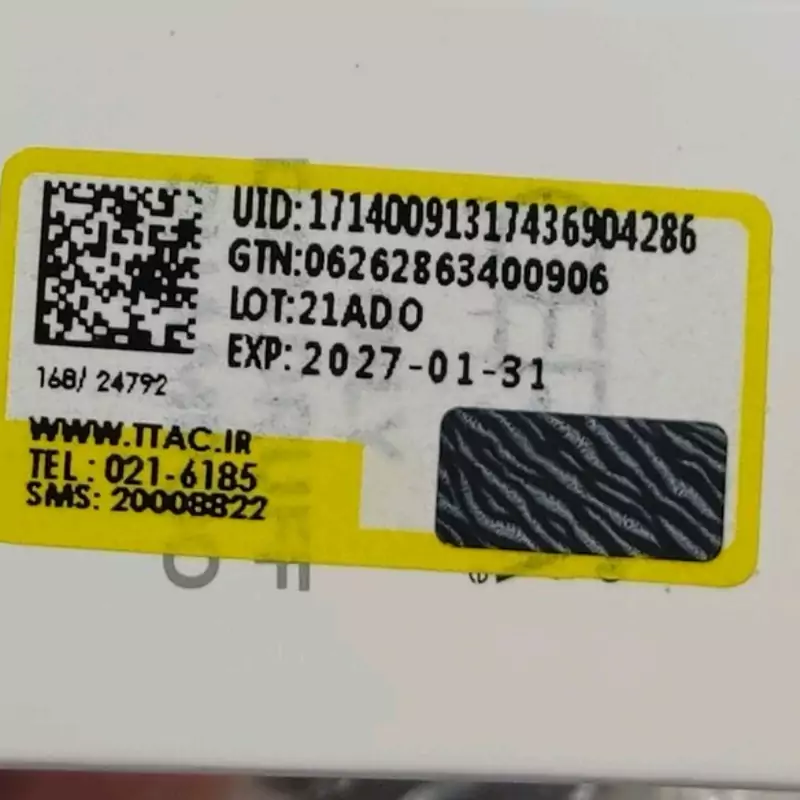 UID:17140091317436904286
GTN:06262863400906
LOT:21ADO
EXP:2027-01-31
168/ 24792
WWW.TTAC.IR
TEL: 021-6185
SMS: 20008822